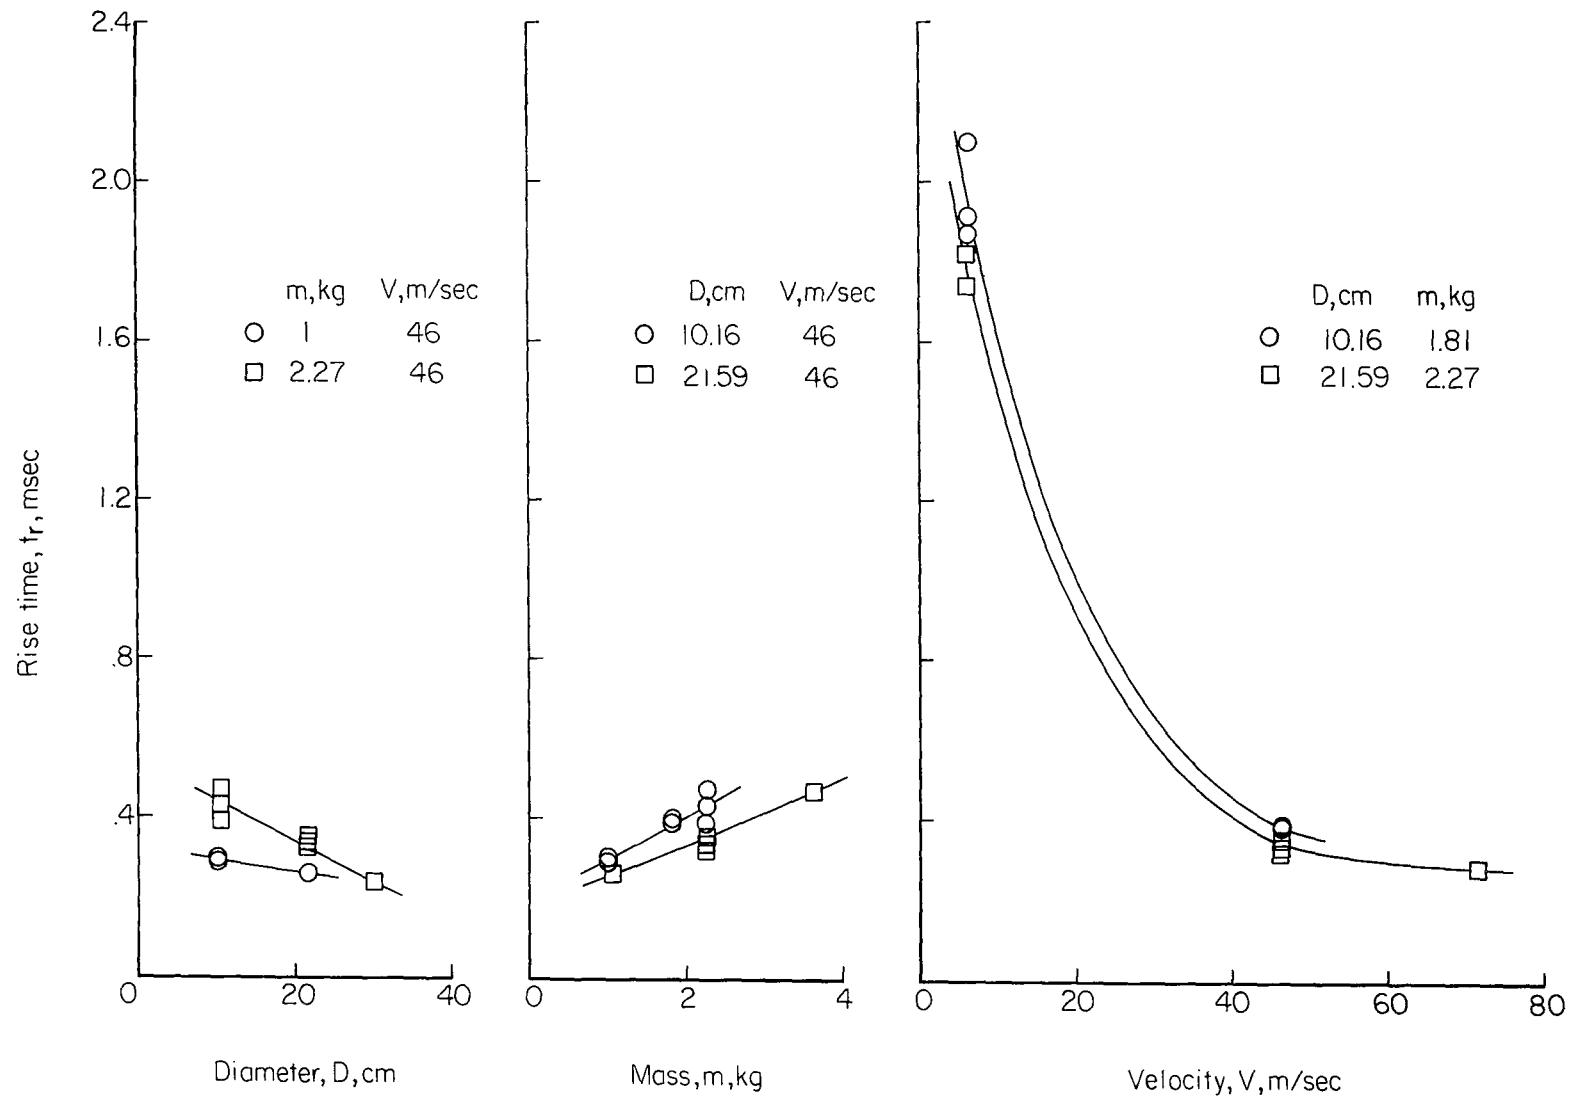 Rise time, tr, msec
2.4
2.0
1.6
1.2
.8
.4
0 20 40
Diameter, D, cm
m,kg V,m/sec
1 46
2.27 46
0 2 4
Mass, m, kg
D,cm V,m/sec
10.16 46
21.59 46
0 20 40 60 80
Velocity, V, m/sec
D,cm m,kg
10.16 1.81
21.59 2.27